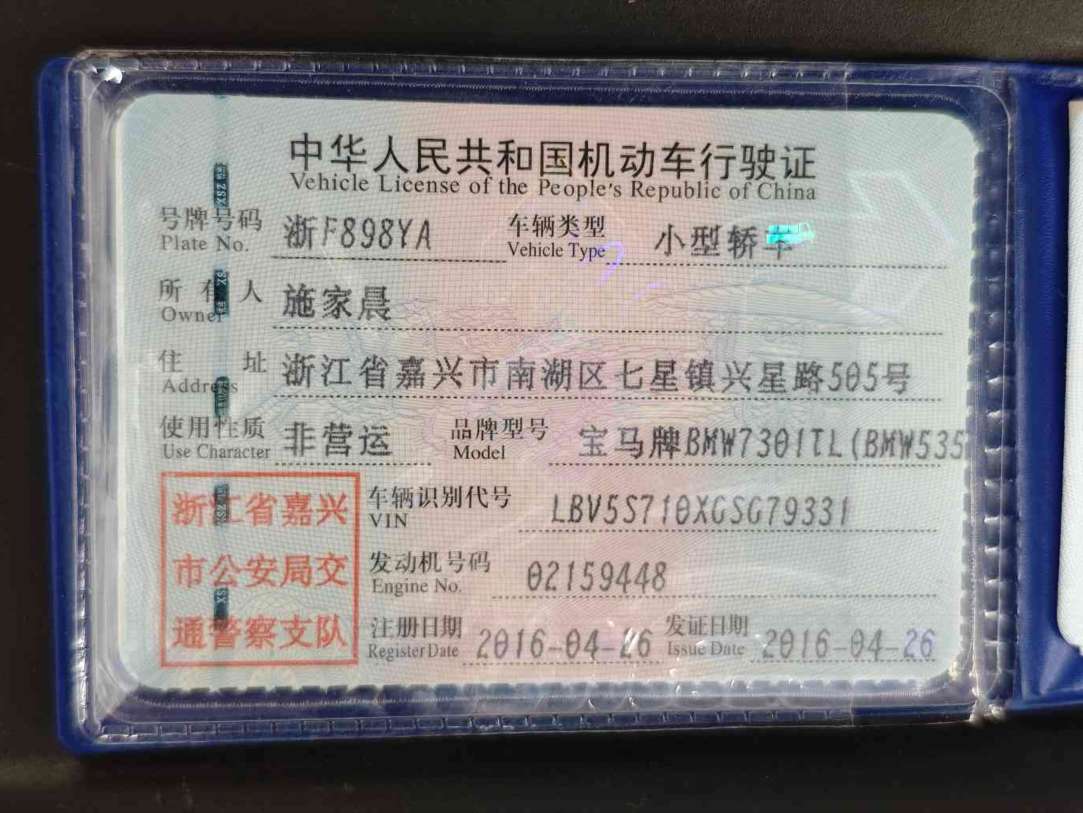 中华人民共和国机动车行驶证
Vehicle License of the People's Republic of China
号牌号码 浙F898YA 车辆类型 小型轿车
Plate No. Vehicle Type
所有人 施家晨
Owner
住址 浙江省嘉兴市南湖区七星镇兴星路505号
Address
使用性质 非营运 品牌型号 宝马牌BMW7301TL(BMW535
Use Character Model
浙江省嘉兴 车辆识别代号 LBV5S710XGSG79331
VIN
市公安局交 发动机号码 02159448
Engine No.
通警察支队 注册日期 2016-04-26 发证日期 2016-04-26
Register Date Issue Date